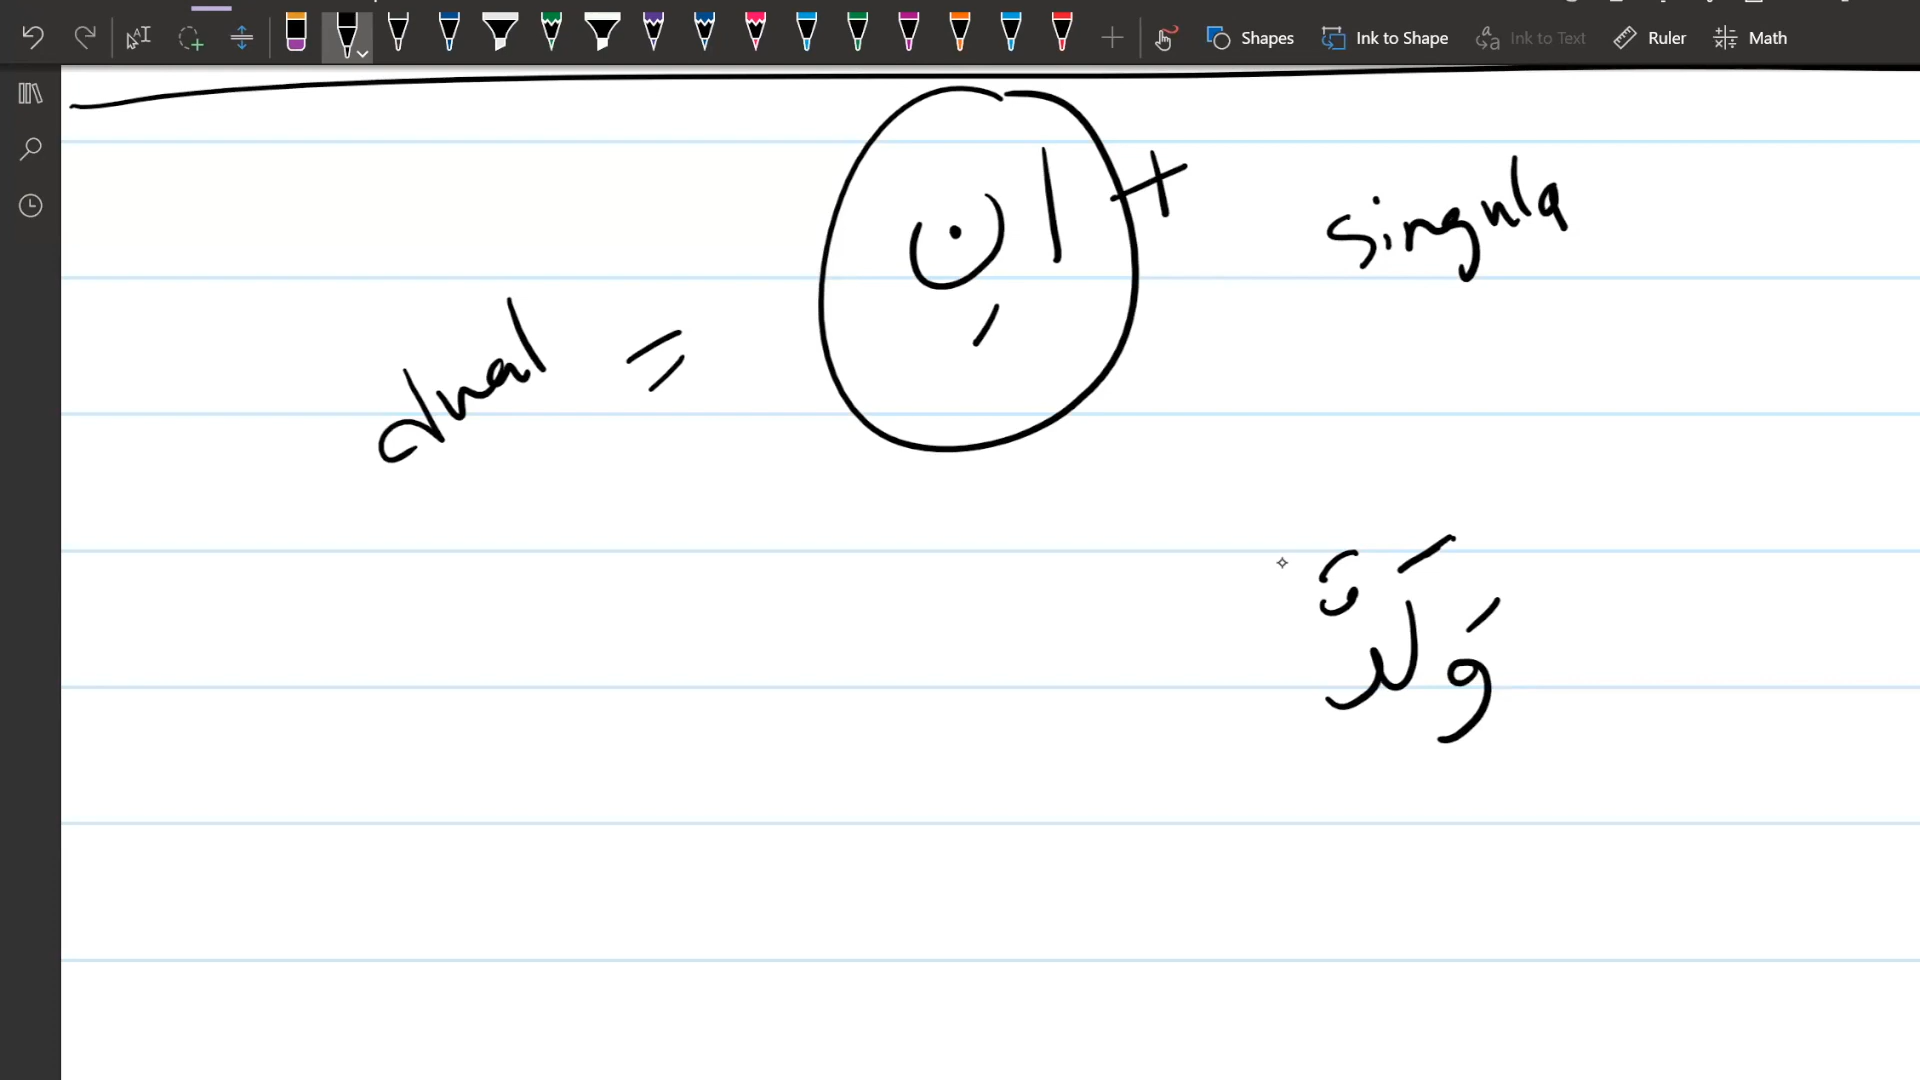 Shapes Ink to Shape Ink to Text Ruler Math
singula + انِ
= dual
وَلَدٌ